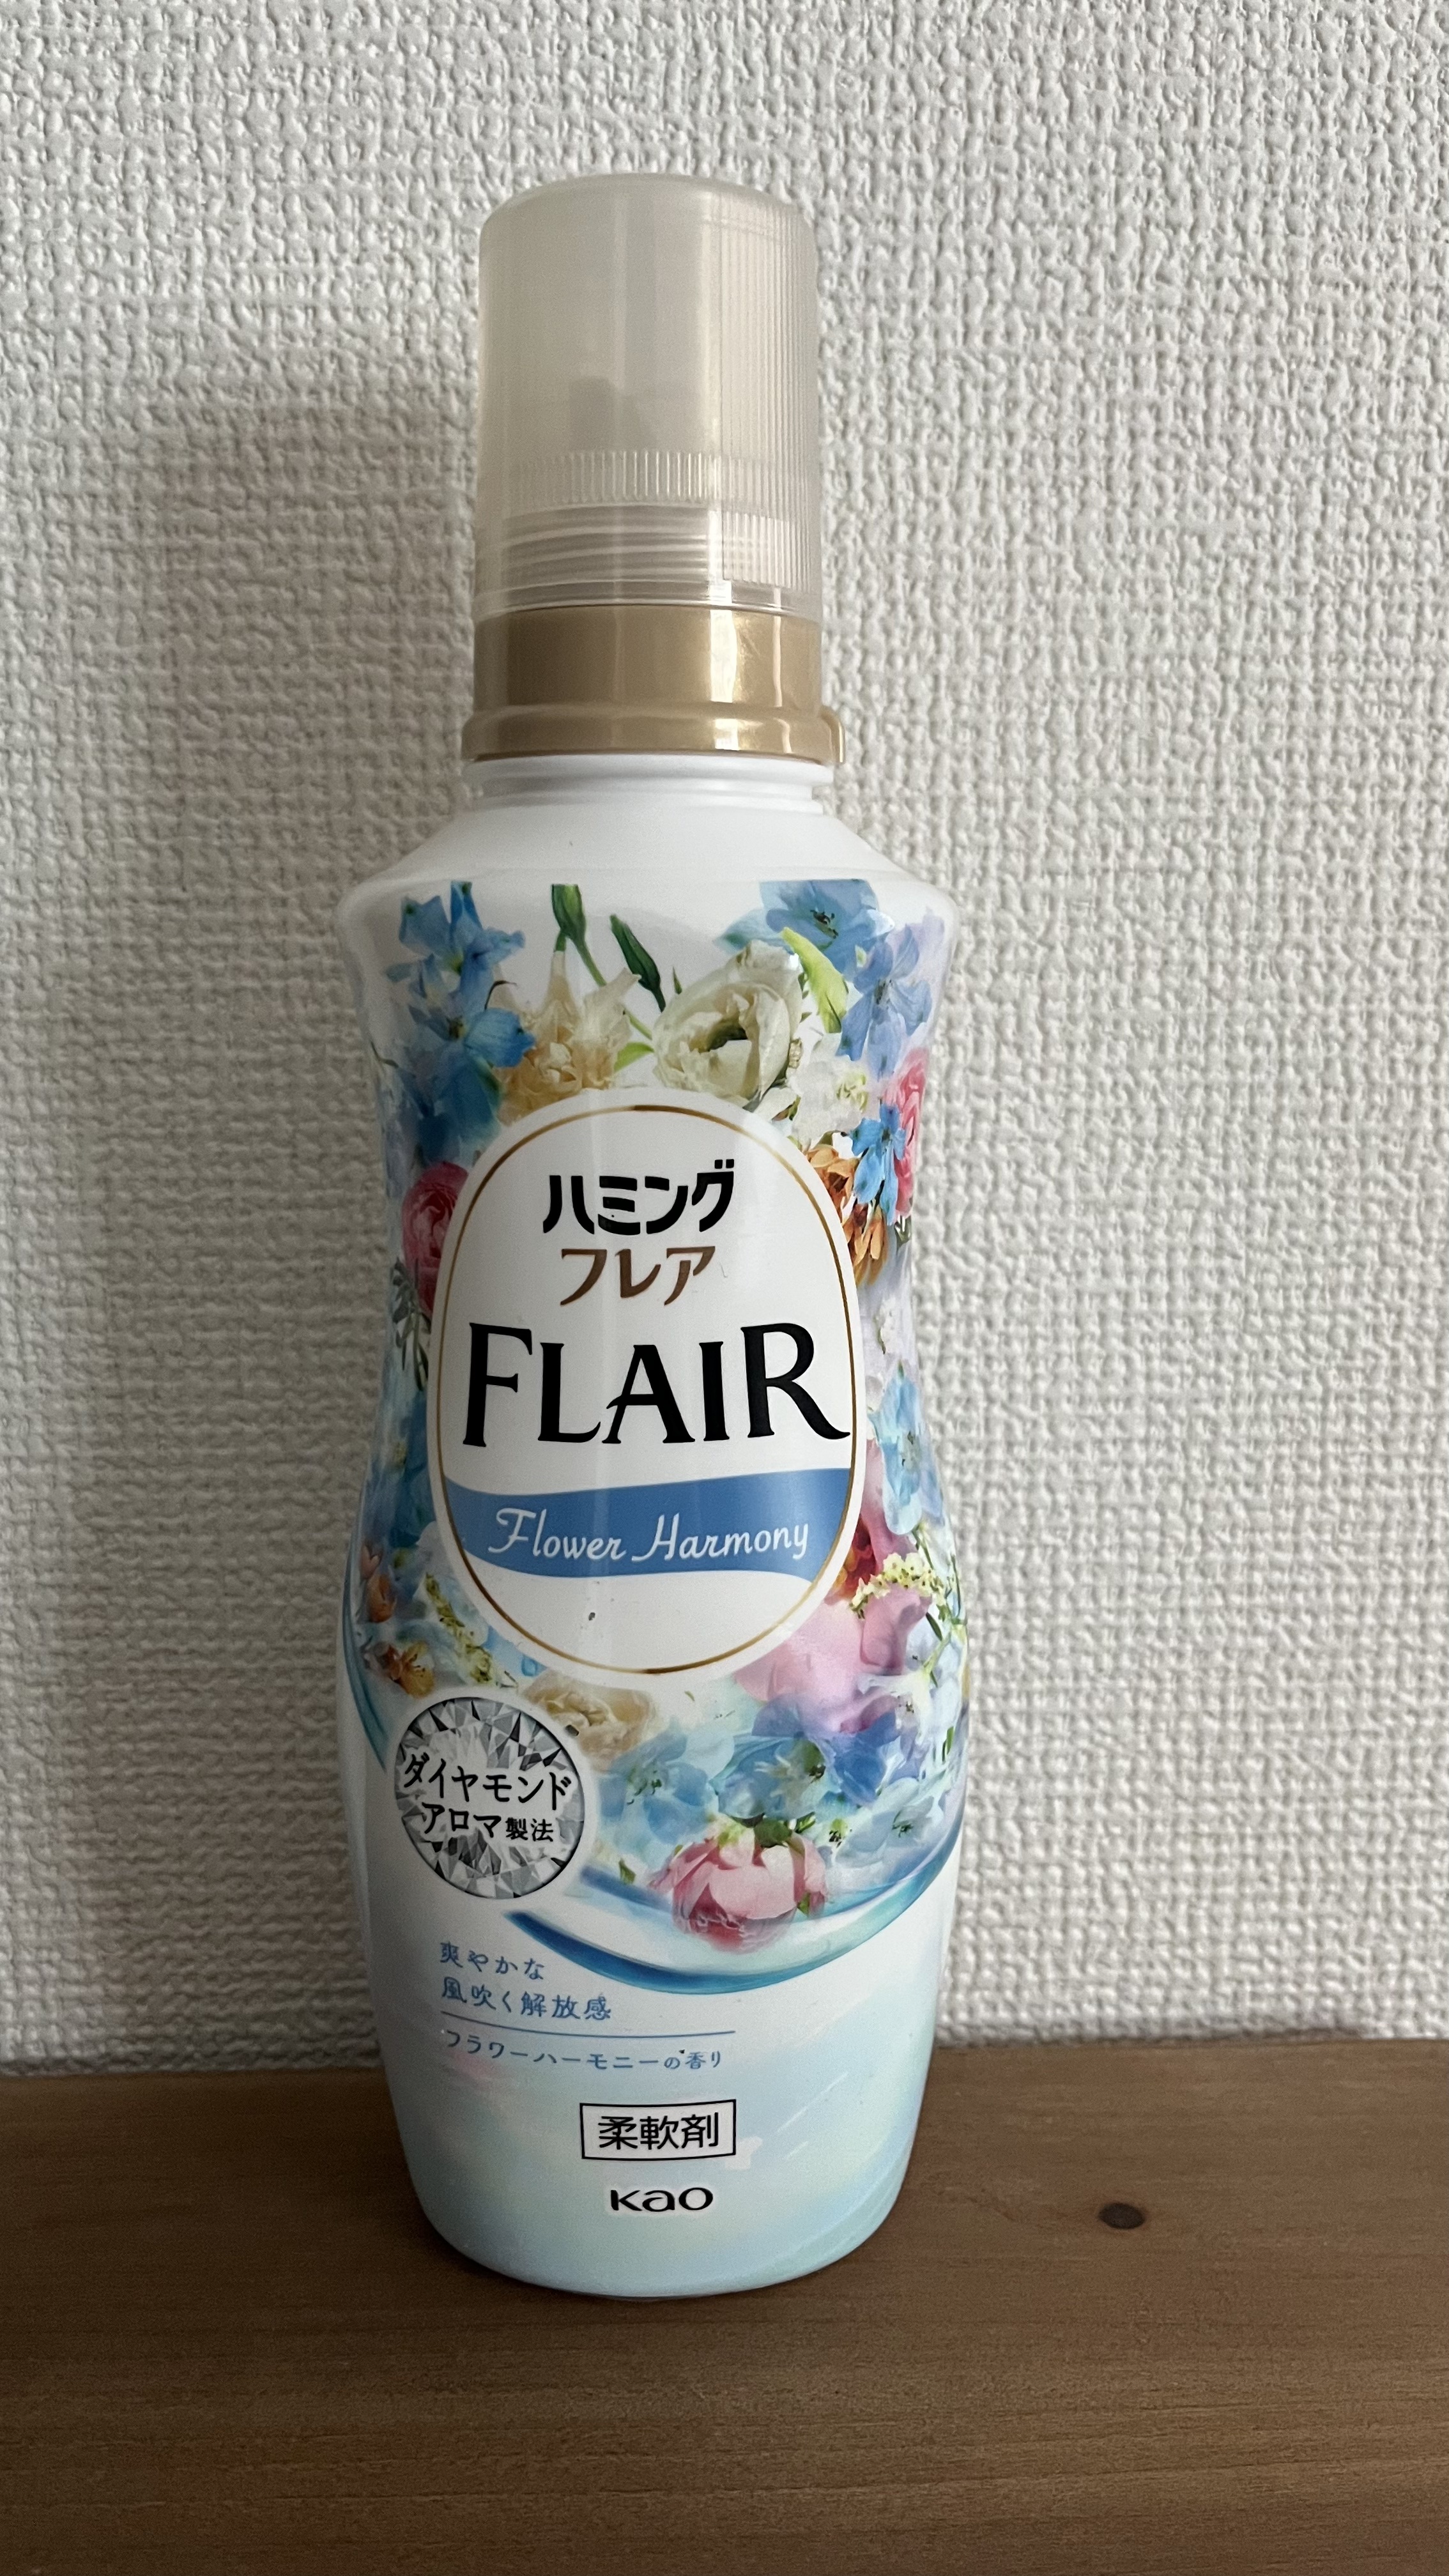 ハミング
フレア
FLAIR
Flower Harmony
ダイヤモンド
アロマ製法
爽やかな
風吹く解放感
フラワーハーモニーの香り
柔軟剤
Kao